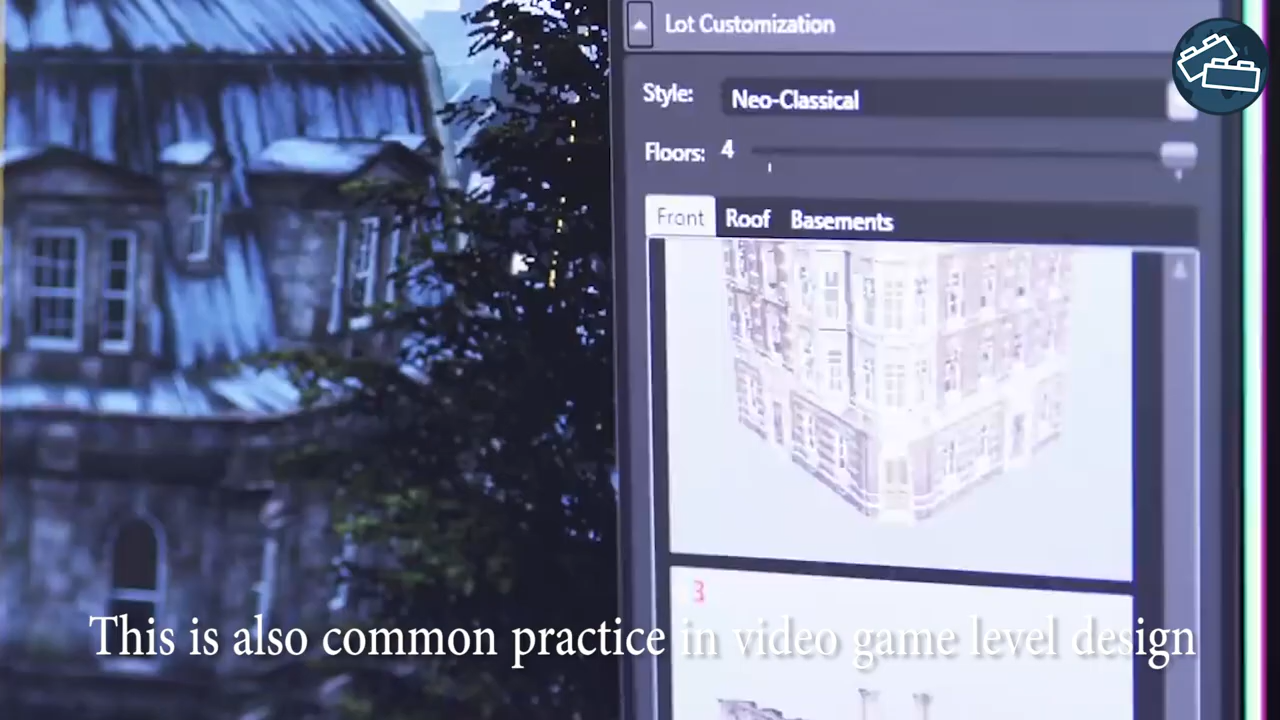 Lot Customization
Style: Neo-Classical
Floors: 4
Front Roof Basements
3
This is also common practice in video game level design